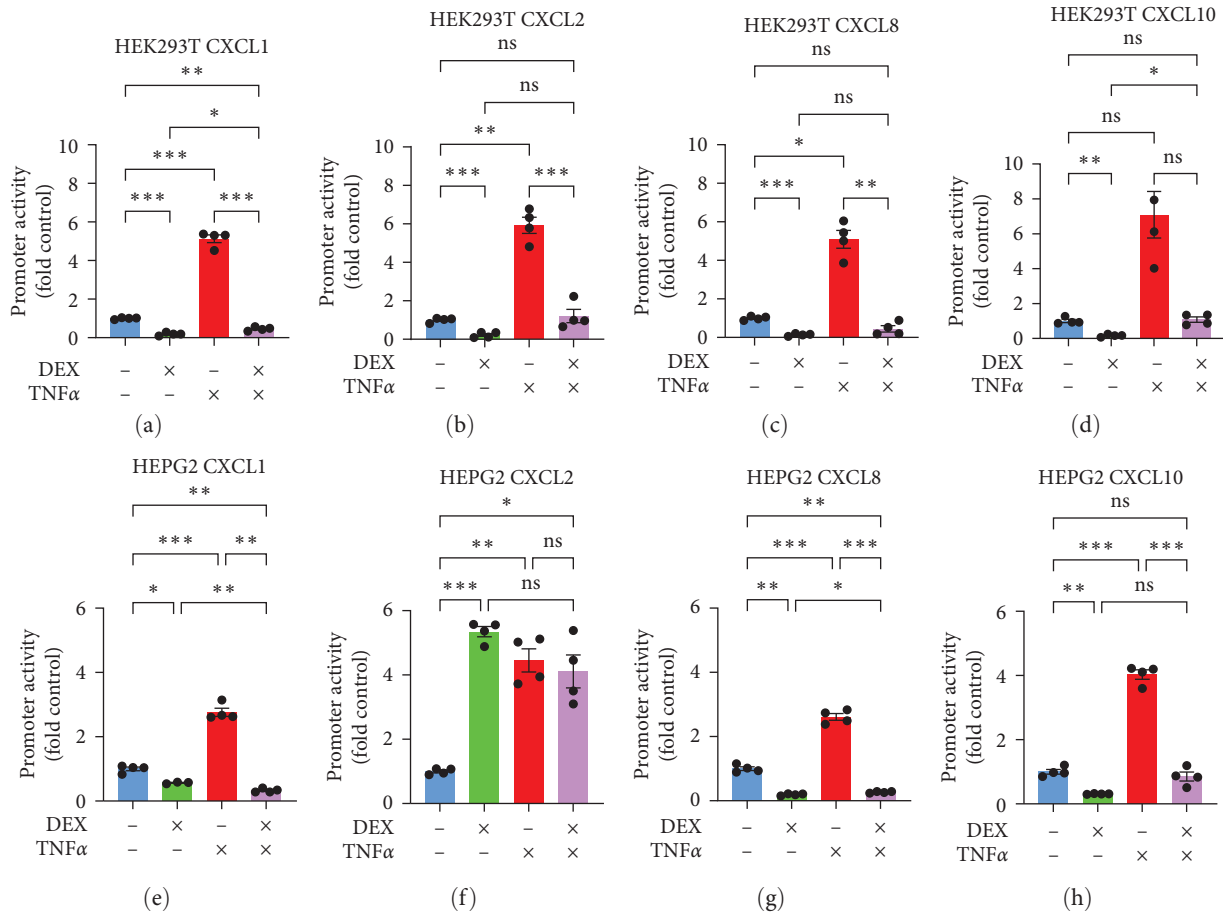 HEK293T CXCL1
**
*
***
***
***
Promoter activity
(fold control)
10
8
6
4
2
0
DEX – × – ×
TNFα – – × ×
(a)
HEK293T CXCL2
ns
ns
**
***
***
Promoter activity
(fold control)
10
8
6
4
2
0
DEX – × – ×
TNFα – – × ×
(b)
HEK293T CXCL8
ns
ns
*
***
**
Promoter activity
(fold control)
10
8
6
4
2
0
DEX – × – ×
TNFα – – × ×
(c)
HEK293T CXCL10
ns
*
ns
**
ns
Promoter activity
(fold control)
10
8
6
4
2
0
DEX – × – ×
TNFα – – × ×
(d)
HEPG2 CXCL1
**
*** **
* **
Promoter activity
(fold control)
6
4
2
0
DEX – × – ×
TNFα – – × ×
(e)
HEPG2 CXCL2
*
** ns
*** ns
Promoter activity
(fold control)
6
4
2
0
DEX – × – ×
TNFα – – × ×
(f)
HEPG2 CXCL8
**
*** ***
** *
Promoter activity
(fold control)
6
4
2
0
DEX – × – ×
TNFα – – × ×
(g)
HEPG2 CXCL10
ns
*** ***
** ns
Promoter activity
(fold control)
6
4
2
0
DEX – × – ×
TNFα – – × ×
(h)